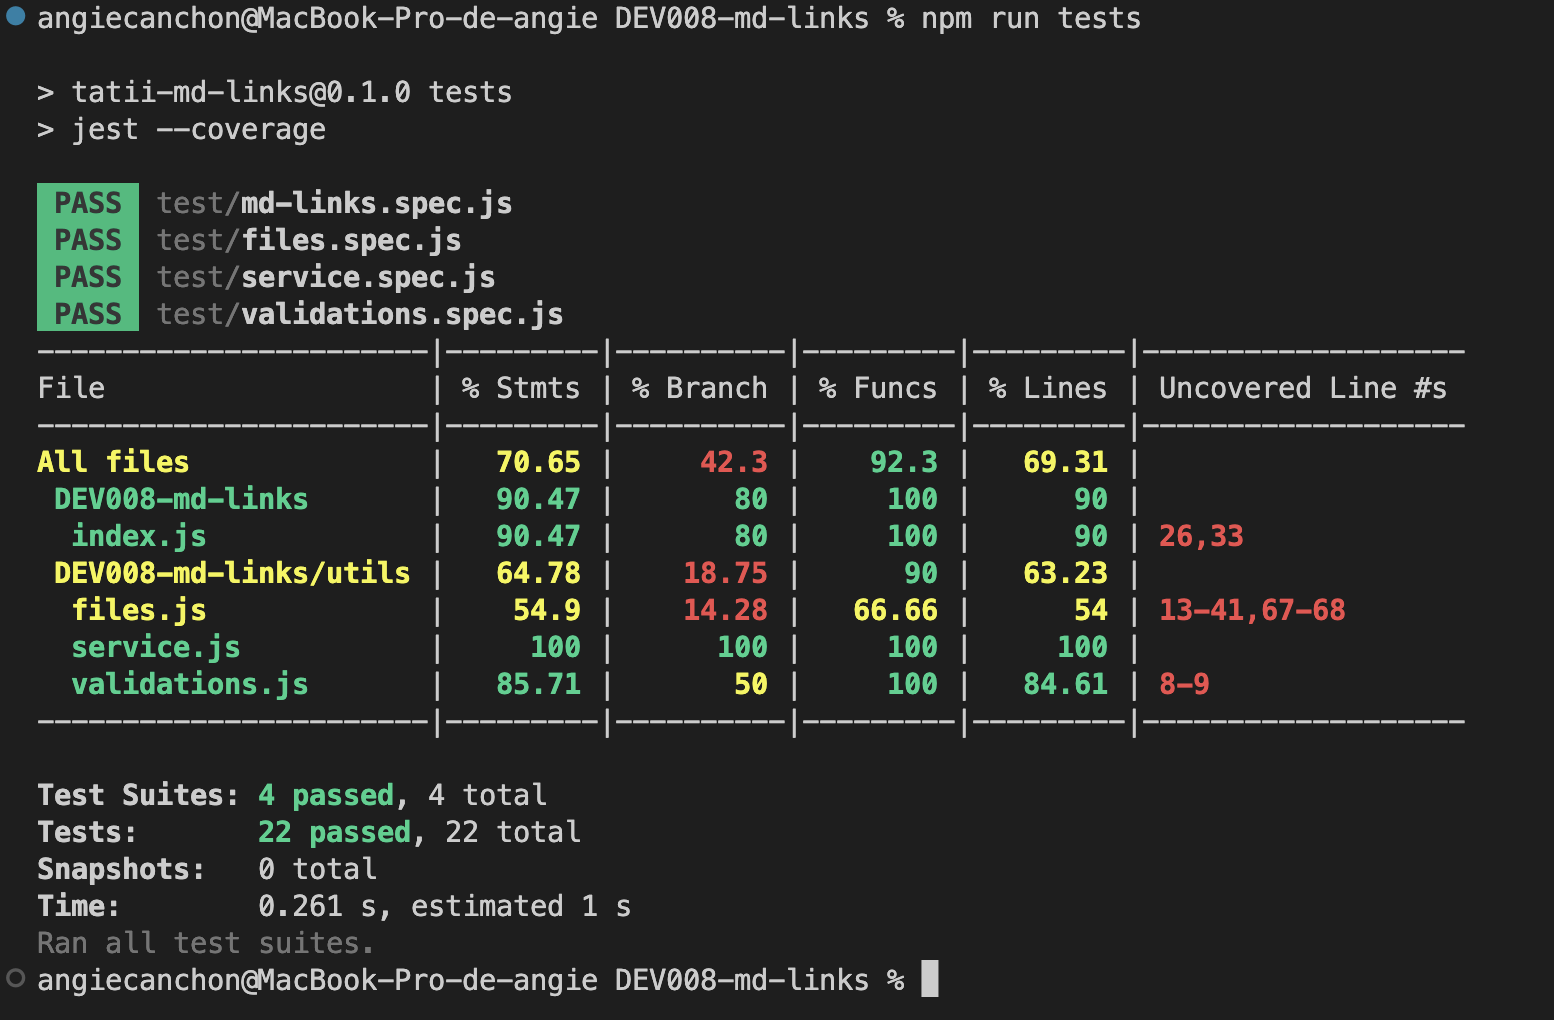 angiecanchon@MacBook-Pro-de-angie DEV008-md-links % npm run tests
> tatii-md-links@0.1.0 tests
> jest --coverage
PASS test/md-links.spec.js
PASS test/files.spec.js
PASS test/service.spec.js
PASS test/validations.spec.js
-----------------------|---------|----------|---------|---------|-------------------
File                   | % Stmts | % Branch | % Funcs | % Lines | Uncovered Line #s
-----------------------|---------|----------|---------|---------|-------------------
All files              |   70.65 |     42.3 |    92.3 |   69.31 |
 DEV008-md-links       |   90.47 |       80 |     100 |      90 |
  index.js             |   90.47 |       80 |     100 |      90 | 26,33
 DEV008-md-links/utils |   64.78 |    18.75 |      90 |   63.23 |
  files.js             |    54.9 |    14.28 |   66.66 |      54 | 13-41,67-68
  service.js           |     100 |      100 |     100 |     100 |
  validations.js       |   85.71 |       50 |     100 |   84.61 | 8-9
-----------------------|---------|----------|---------|---------|-------------------
Test Suites: 4 passed, 4 total
Tests:       22 passed, 22 total
Snapshots:   0 total
Time:        0.261 s, estimated 1 s
Ran all test suites.
angiecanchon@MacBook-Pro-de-angie DEV008-md-links %